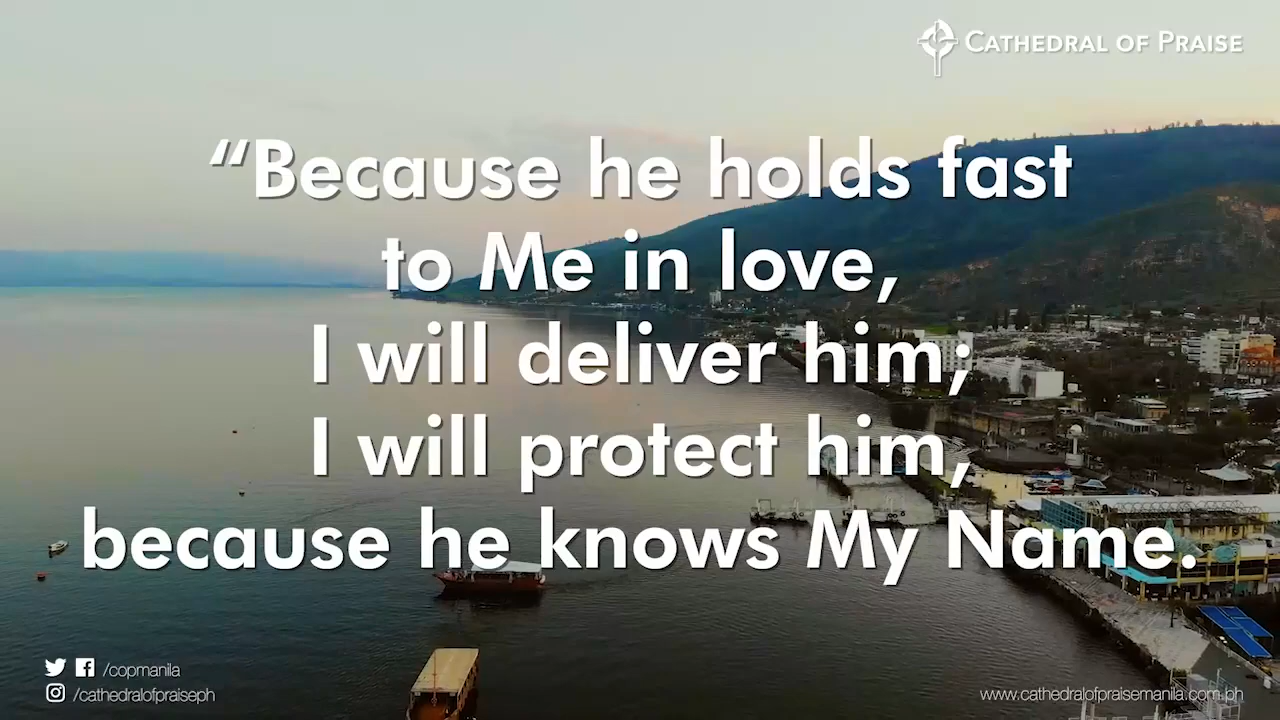 CATHEDRAL OF PRAISE
“Because he holds fast
to Me in love,
I will deliver him;
I will protect him,
because he knows My Name.
/copmanila
/cathedralofpraiseph
www.cathedralofpraisemanila.com.ph